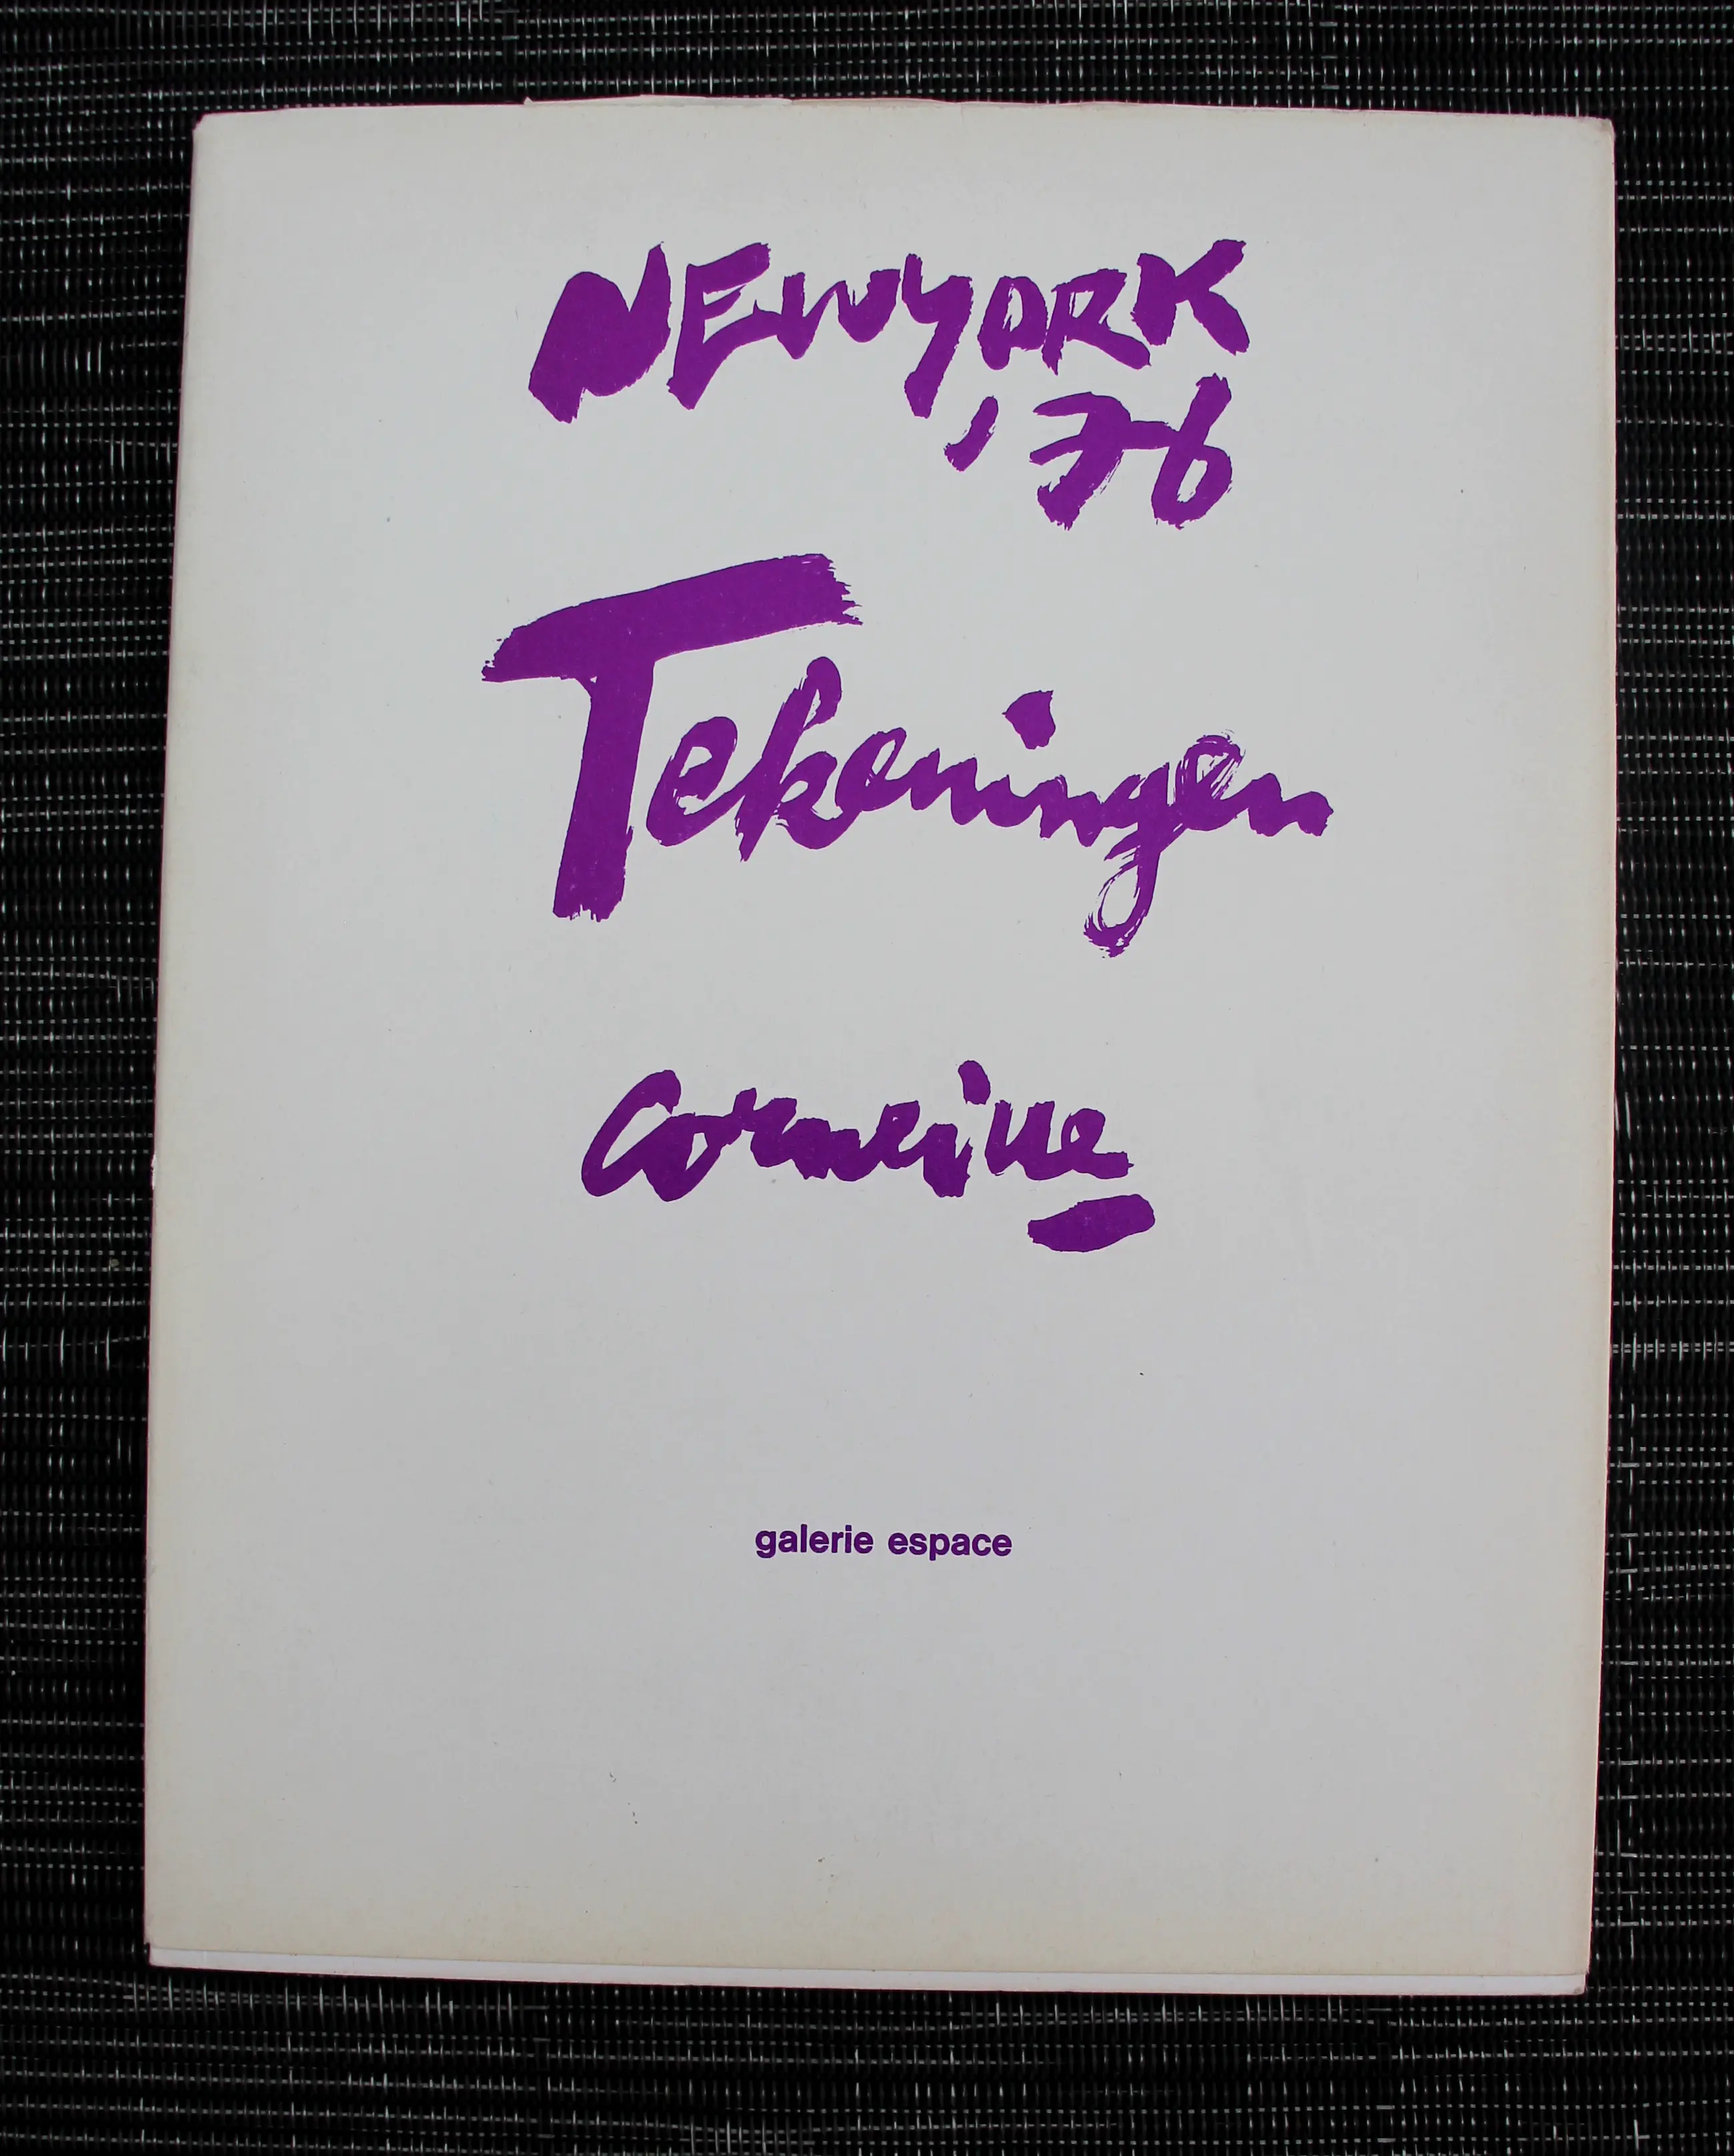 NEWYORK
'76
Tekeningen
Corneille
galerie espace